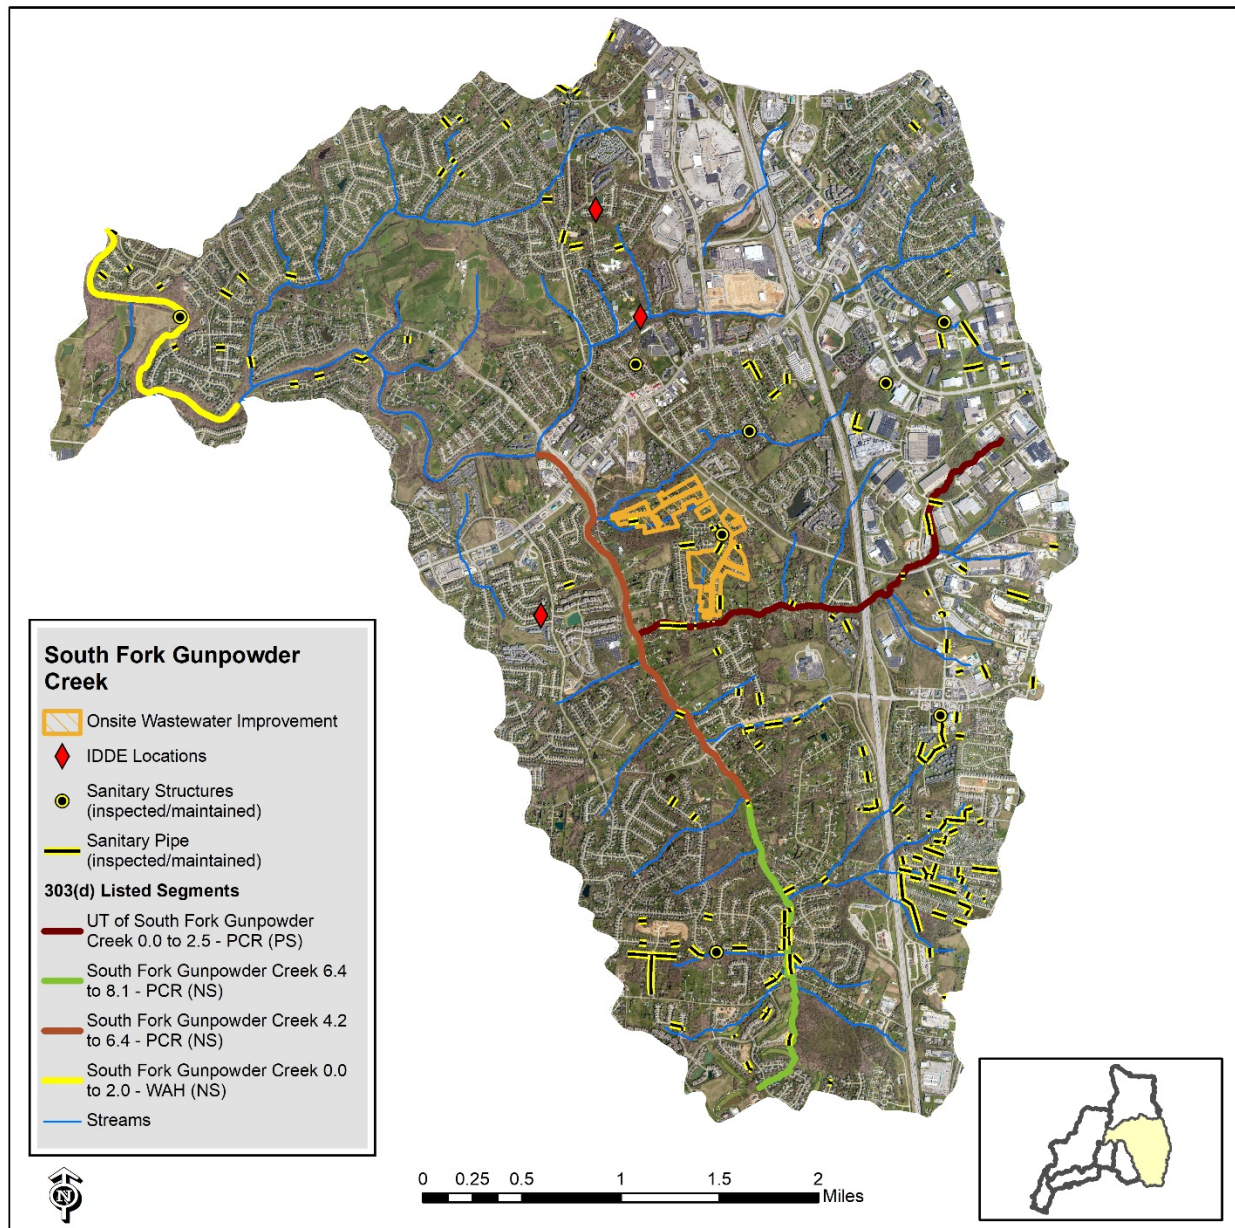 South Fork Gunpowder
Creek
Onsite Wastewater Improvement
IDDE Locations
Sanitary Structures
(inspected/maintained)
Sanitary Pipe
(inspected/maintained)
303(d) Listed Segments
UT of South Fork Gunpowder
Creek 0.0 to 2.5 - PCR (PS)
South Fork Gunpowder Creek 6.4
to 8.1 - PCR (NS)
South Fork Gunpowder Creek 4.2
to 6.4 - PCR (NS)
South Fork Gunpowder Creek 0.0
to 2.0 - WAH (NS)
Streams
N
0 0.25 0.5 1 1.5 2
Miles